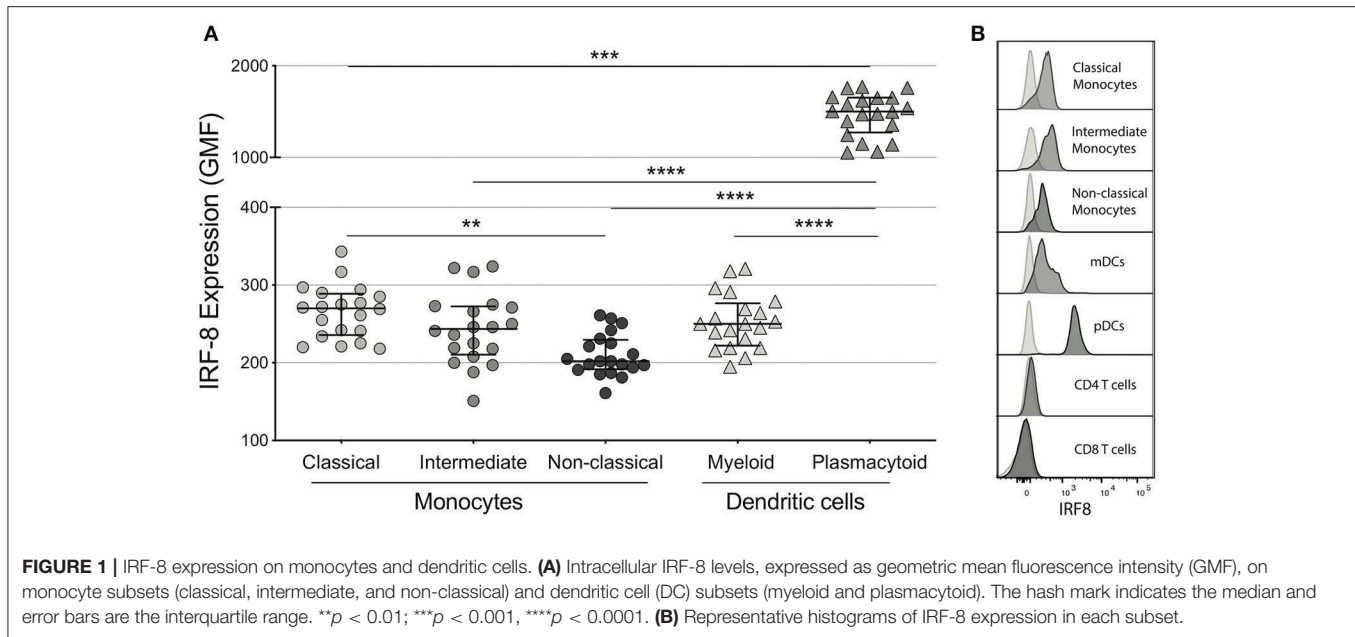 A
IRF-8 Expression (GMF)
2000
1000
400
300
200
100
***
****
****
**
****
Classical
Intermediate
Non-classical
Myeloid
Plasmacytoid
Monocytes
Dendritic cells
B
Classical
Monocytes
Intermediate
Monocytes
Non-classical
Monocytes
mDCs
pDCs
CD4 T cells
CD8 T cells
0 10³ 10⁴ 10⁵
IRF8
FIGURE 1 | IRF-8 expression on monocytes and dendritic cells. (A) Intracellular IRF-8 levels, expressed as geometric mean fluorescence intensity (GMF), on
monocyte subsets (classical, intermediate, and non-classical) and dendritic cell (DC) subsets (myeloid and plasmacytoid). The hash mark indicates the median and
error bars are the interquartile range. **p < 0.01; ***p < 0.001, ****p < 0.0001. (B) Representative histograms of IRF-8 expression in each subset.